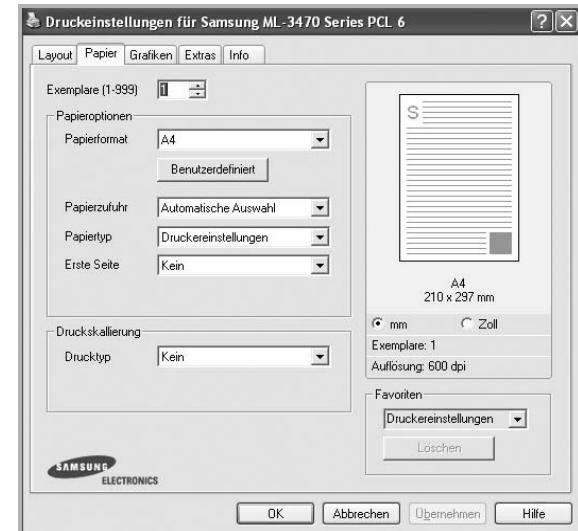 Druckeinstellungen für Samsung ML-3470 Series PCL 6
Layout Papier Grafiken Extras Info
Exemplare (1-999) 1
Papieroptionen
Papierformat A4
Benutzerdefiniert
Papierzufuhr Automatische Auswahl
Papiertyp Druckereinstellungen
Erste Seite Kein
Druckskallierung
Drucktyp Kein
SAMSUNG
ELECTRONICS
S
A4
210 x 297 mm
mm Zoll
Exemplare: 1
Auflösung: 600 dpi
Favoriten
Druckereinstellungen
Löschen
OK Abbrechen Übernehmen Hilfe